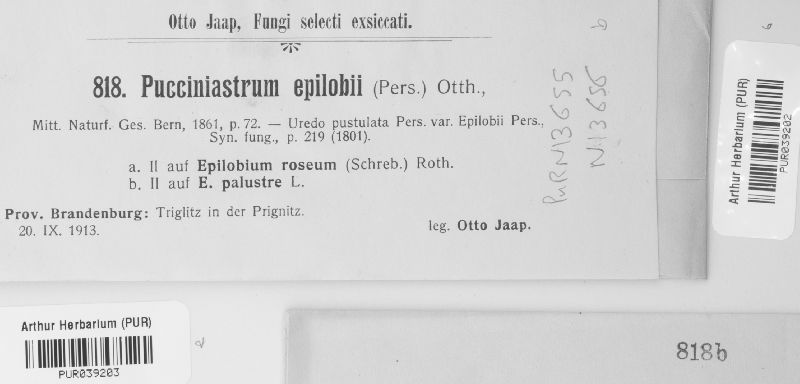 Otto Jaap, Fungi selecti exsiccati.
818. Pucciniastrum epilobii (Pers.) Otth.,
Mitt. Naturf. Ges. Bern, 1861, p. 72. — Uredo pustulata Pers. var. Epilobii Pers.,
Syn. fung., p. 219 (1801).
a. II auf Epilobium roseum (Schreb.) Roth.
b. II auf E. palustre L.
Prov. Brandenburg: Triglitz in der Prignitz.
20. IX. 1913.
leg. Otto Jaap.
PurN13655
N13656
b
Arthur Herbarium (PUR)
PUR039202
b
Arthur Herbarium (PUR)
PUR039203
a
818b